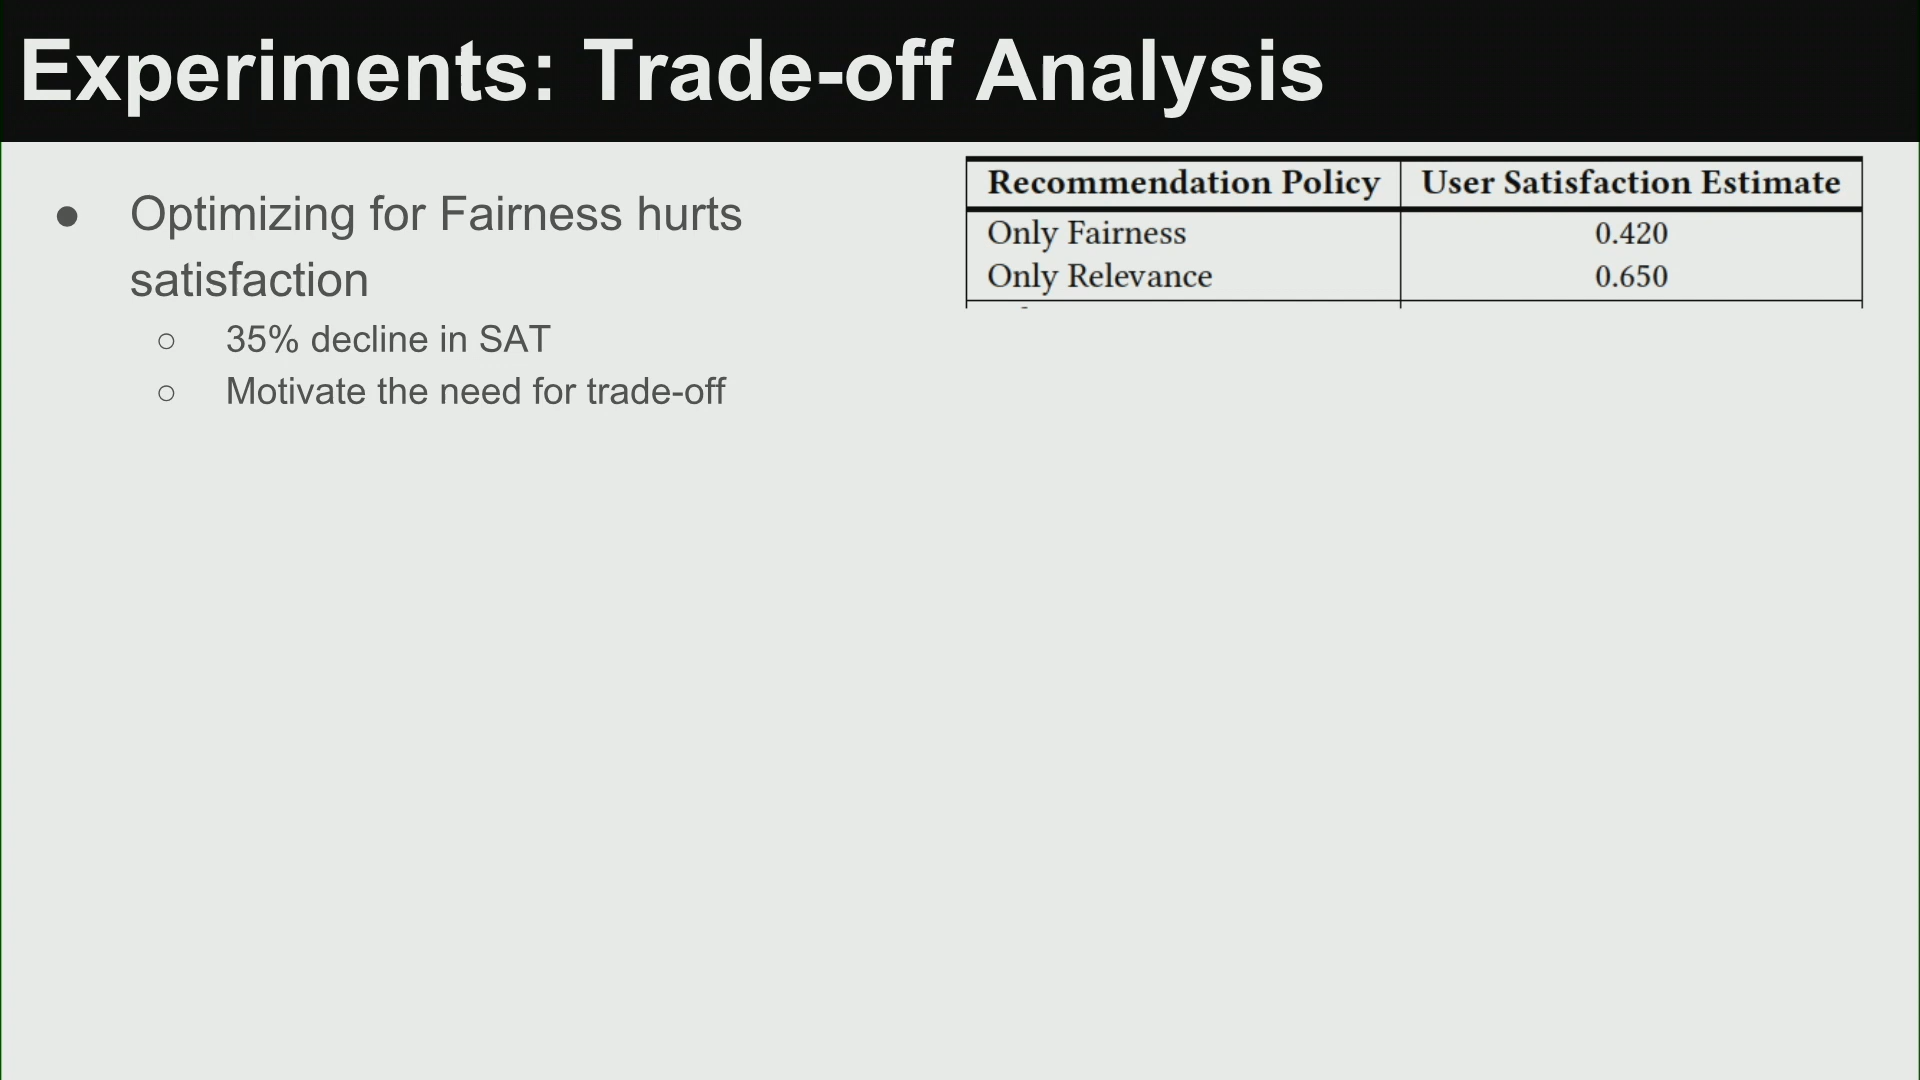 Experiments: Trade-off Analysis
● Optimizing for Fairness hurts
satisfaction
○ 35% decline in SAT
○ Motivate the need for trade-off
Recommendation Policy User Satisfaction Estimate
Only Fairness 0.420
Only Relevance 0.650